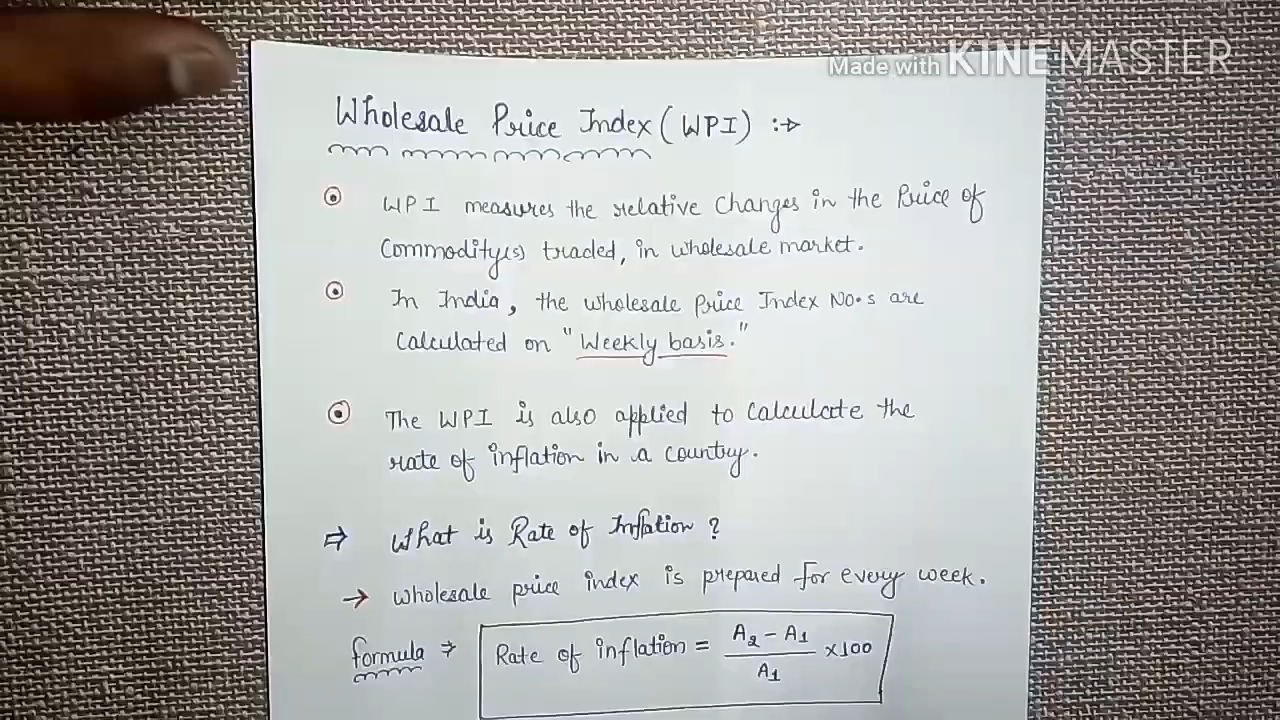 Made with KINEMASTER
Wholesale Price Index (WPI) :→
WPI measures the relative changes in the Price of
Commodity(s) traded, in wholesale market.
In India, the wholesale price Index No.s are
Calculated on "Weekly basis."
The WPI is also applied to calculate the
rate of inflation in a country.
⇒ What is Rate of Inflation ?
→ wholesale price index is prepared for every week.
formula ⇒ Rate of inflation = (A₂ - A₁)/A₁ ×100